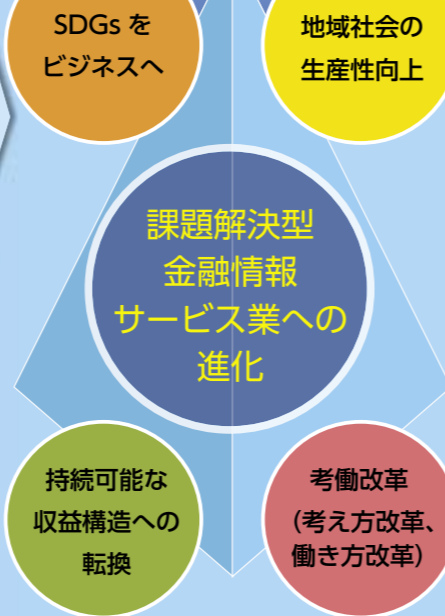 SDGs を
ビジネスへ
地域社会の
生産性向上
課題解決型
金融情報
サービス業への
進化
持続可能な
収益構造への
転換
考働改革
（考え方改革、
働き方改革）